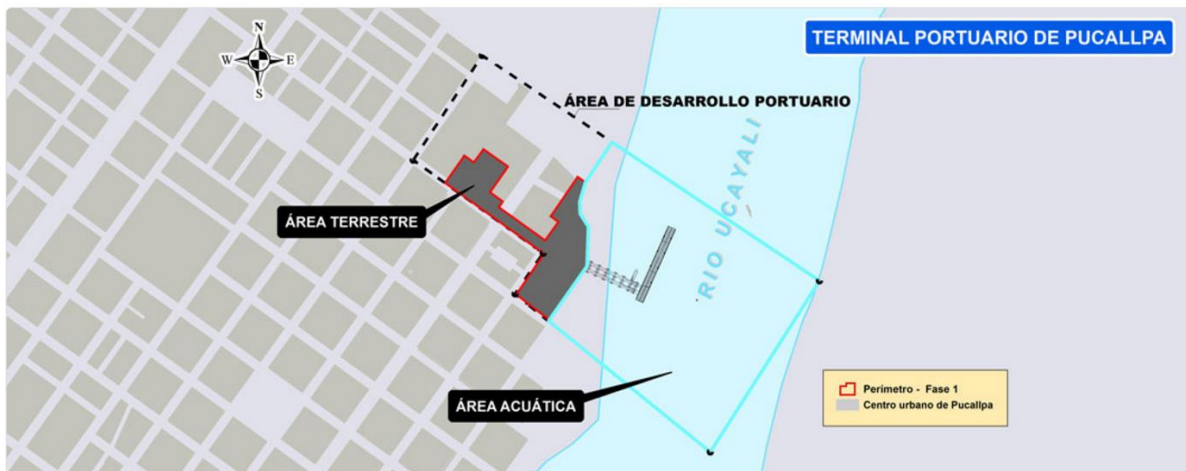 TERMINAL PORTUARIO DE PUCALLPA
N
W E
S
ÁREA DE DESARROLLO PORTUARIO
RIO UCAYALI
ÁREA TERRESTRE
ÁREA ACUÁTICA
Perímetro - Fase 1
Centro urbano de Pucallpa